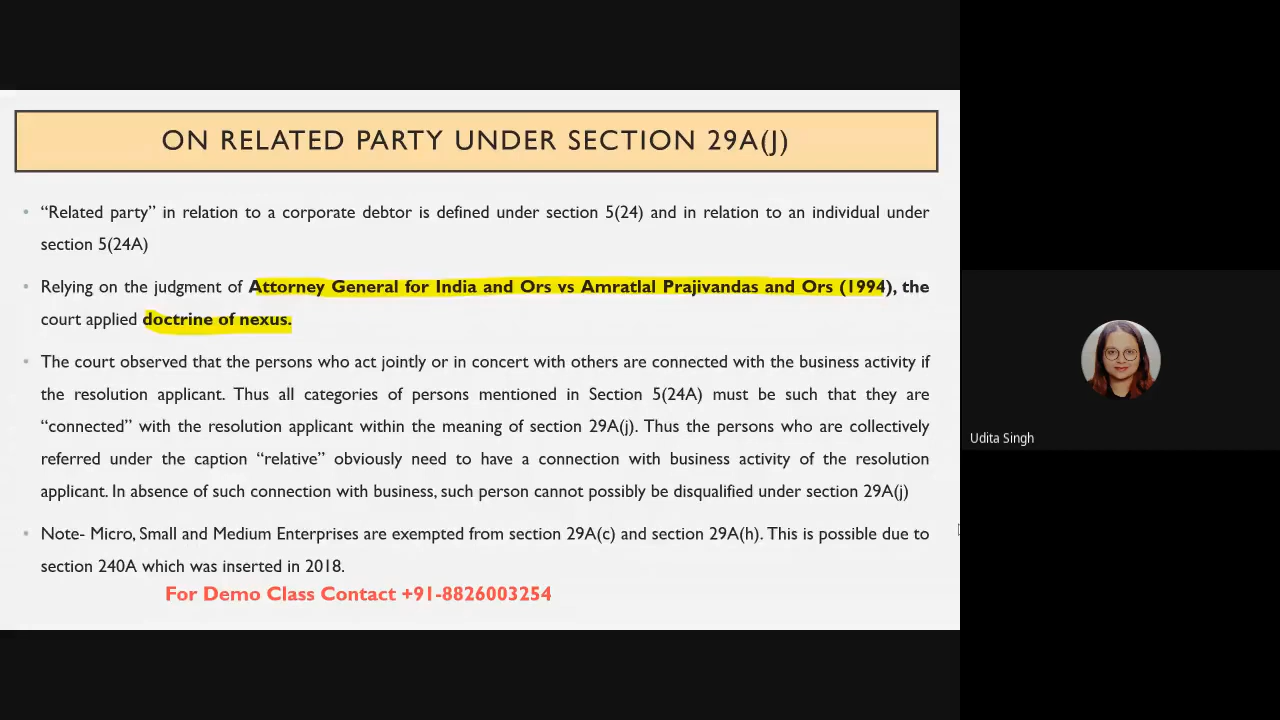 ON RELATED PARTY UNDER SECTION 29A(J)
• “Related party” in relation to a corporate debtor is defined under section 5(24) and in relation to an individual under
section 5(24A)
• Relying on the judgment of Attorney General for India and Ors vs Amratlal Prajivandas and Ors (1994), the
court applied doctrine of nexus.
• The court observed that the persons who act jointly or in concert with others are connected with the business activity if
the resolution applicant. Thus all categories of persons mentioned in Section 5(24A) must be such that they are
“connected” with the resolution applicant within the meaning of section 29A(j). Thus the persons who are collectively
referred under the caption “relative” obviously need to have a connection with business activity of the resolution
applicant. In absence of such connection with business, such person cannot possibly be disqualified under section 29A(j)
• Note- Micro, Small and Medium Enterprises are exempted from section 29A(c) and section 29A(h). This is possible due to
section 240A which was inserted in 2018.
For Demo Class Contact +91-8826003254
Udita Singh